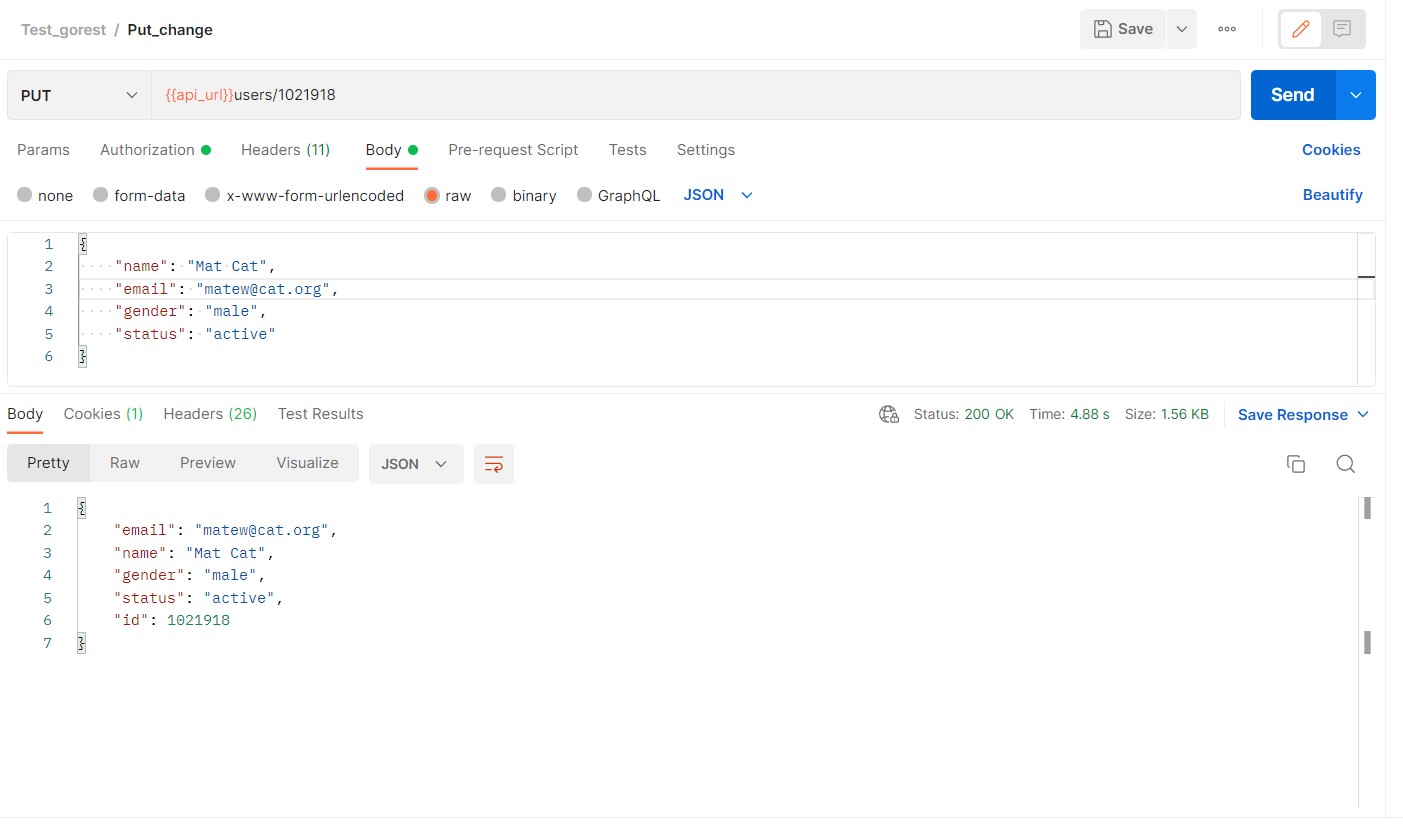 Test_gorest / Put_change
Save
PUT
{{api_url}}users/1021918
Send
Params Authorization Headers (11) Body Pre-request Script Tests Settings Cookies
none form-data x-www-form-urlencoded raw binary GraphQL JSON Beautify
1 {
2 "name": "Mat Cat",
3 "email": "matew@cat.org",
4 "gender": "male",
5 "status": "active"
6 }
Body Cookies (1) Headers (26) Test Results Status: 200 OK Time: 4.88 s Size: 1.56 KB Save Response
Pretty Raw Preview Visualize JSON
1 {
2 "email": "matew@cat.org",
3 "name": "Mat Cat",
4 "gender": "male",
5 "status": "active",
6 "id": 1021918
7 }